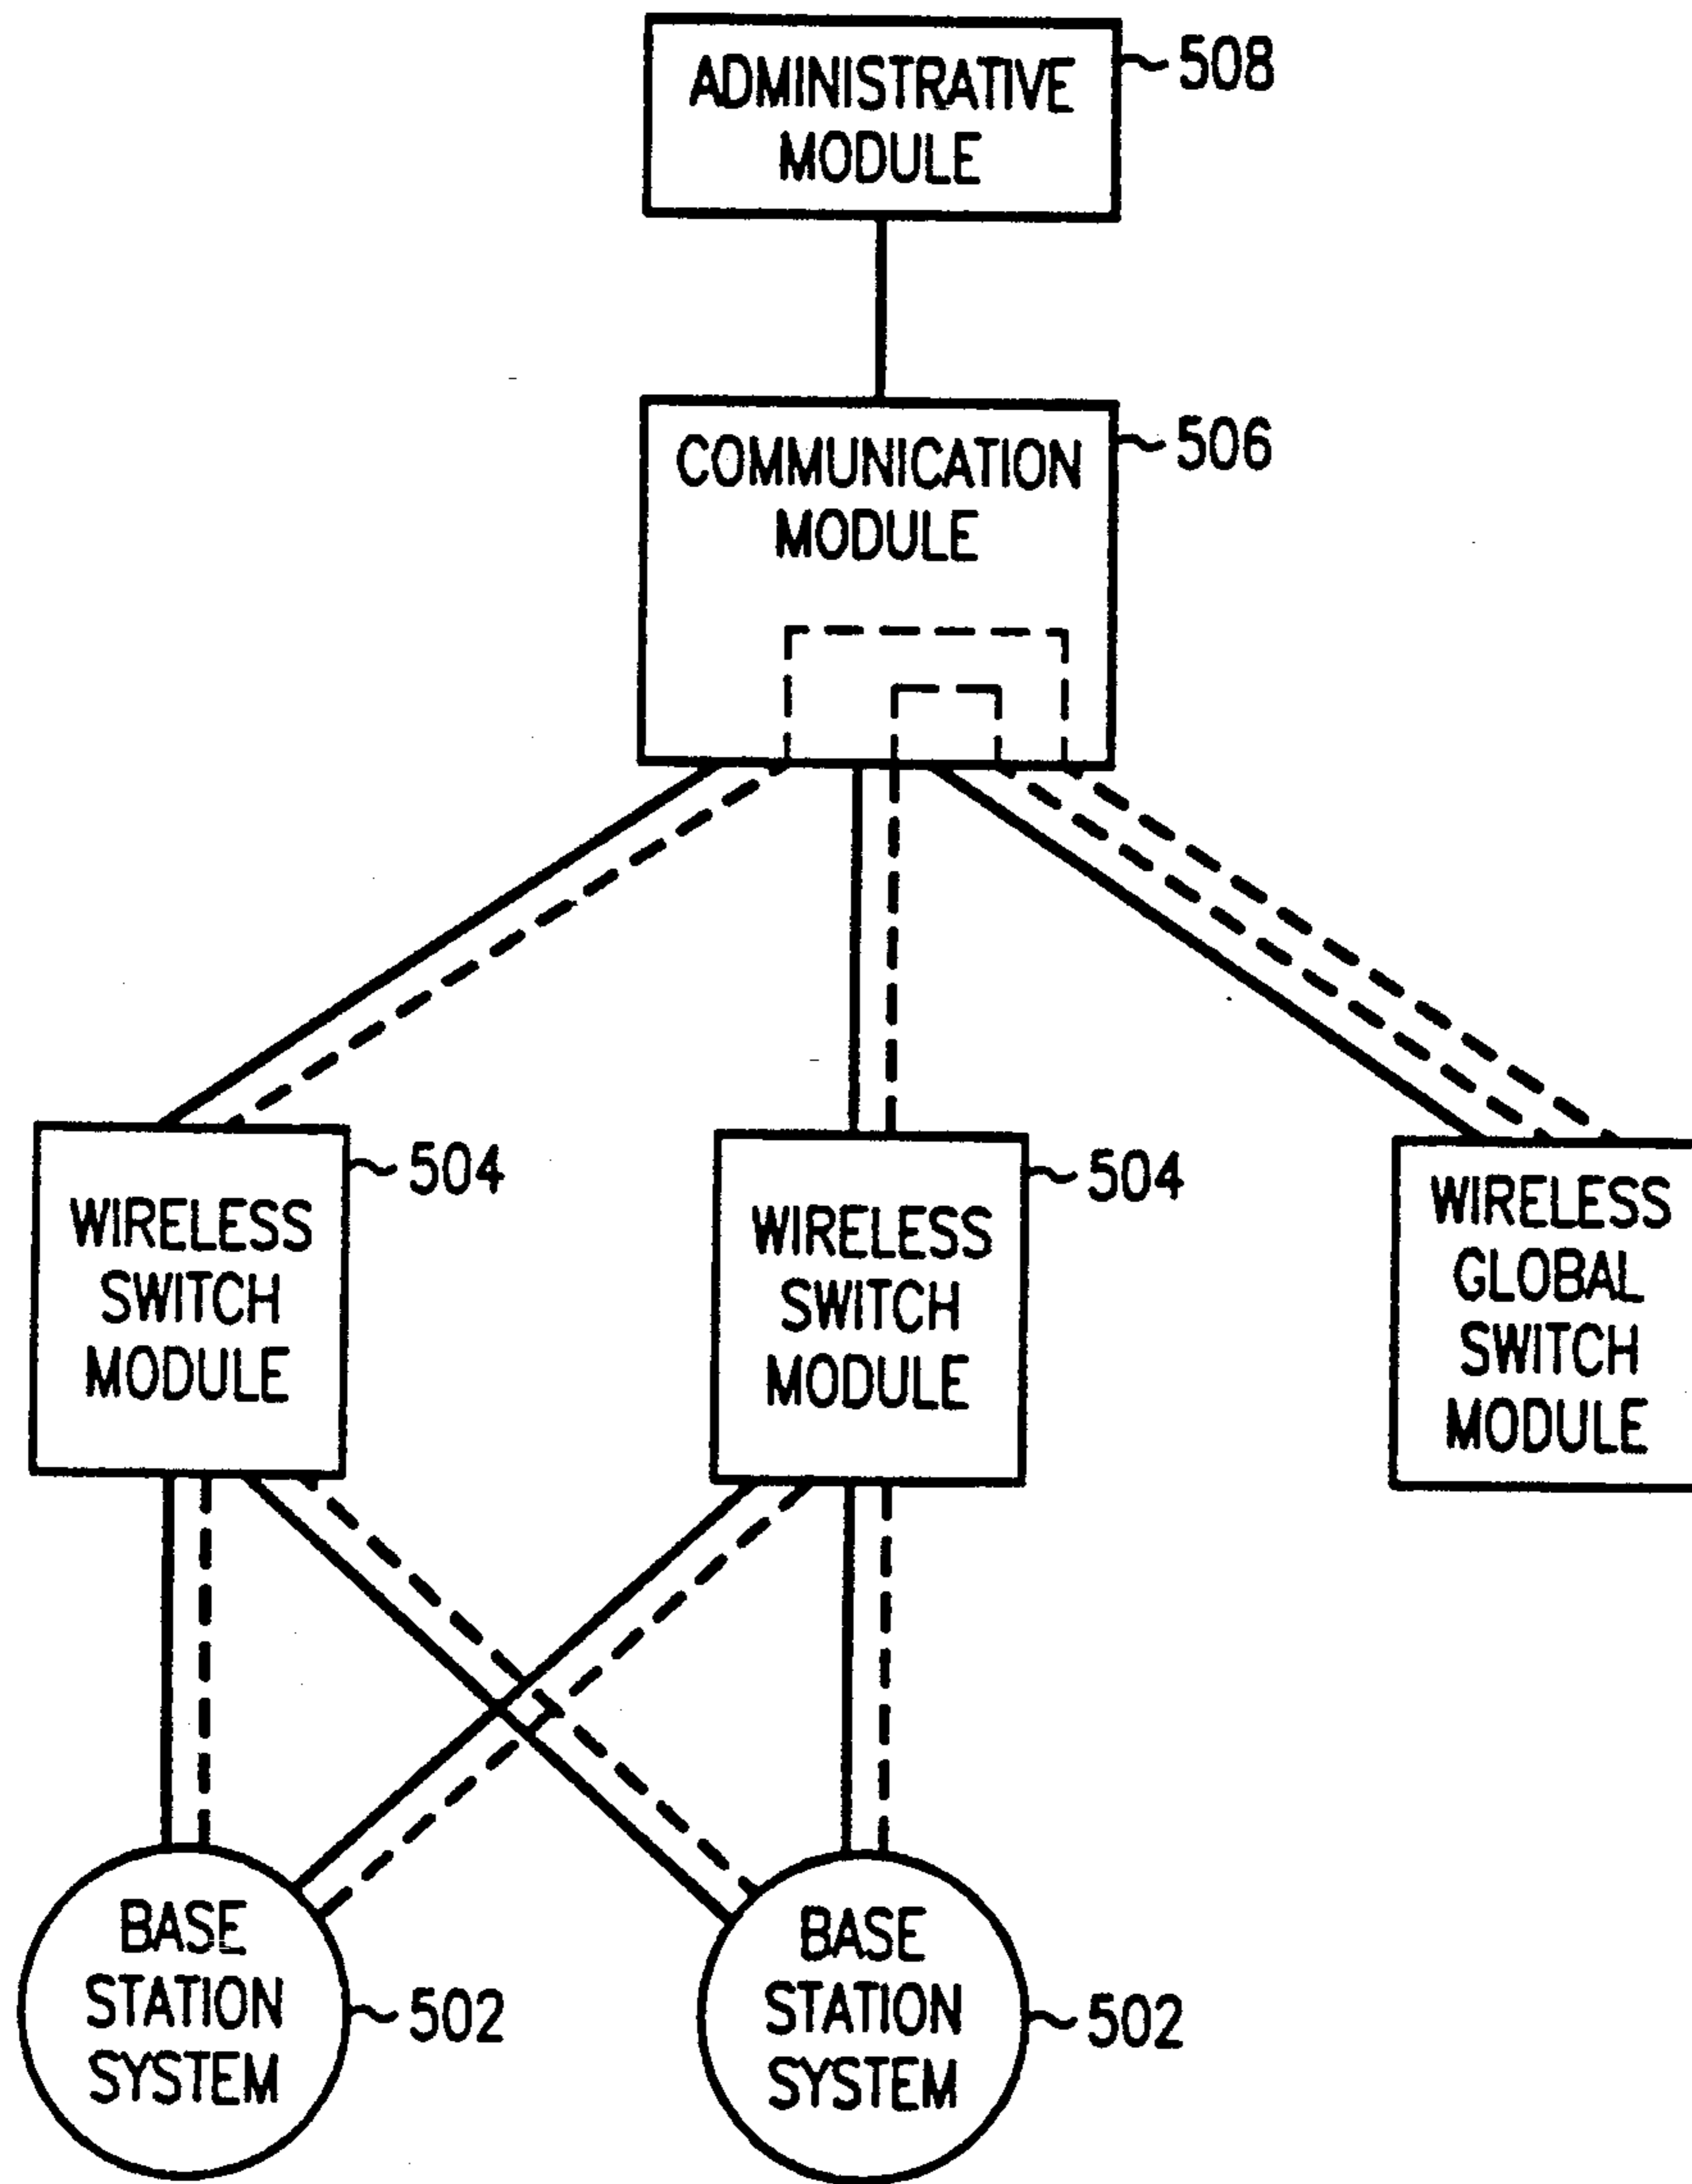 ADMINISTRATIVE
MODULE
508
COMMUNICATION
MODULE
506
WIRELESS
SWITCH
MODULE
504
WIRELESS
SWITCH
MODULE
504
WIRELESS
GLOBAL
SWITCH
MODULE
BASE
STATION
SYSTEM
502
BASE
STATION
SYSTEM
502